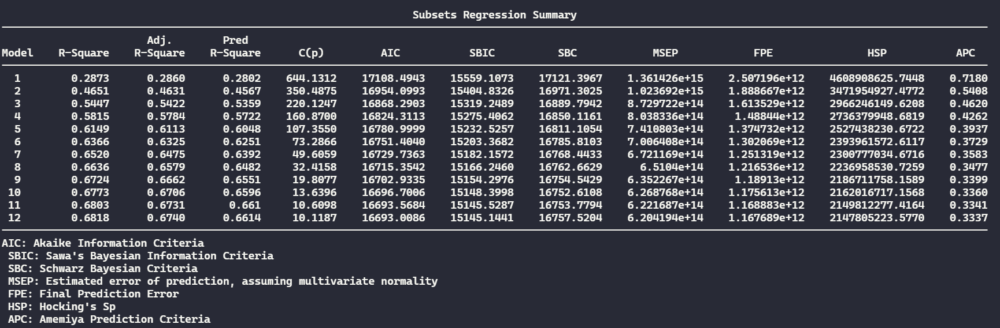 Subsets Regression Summary
Adj. Pred
Model R-Square R-Square R-Square C(p) AIC SBIC SBC MSEP FPE HSP APC
1 0.2873 0.2860 0.2802 644.1312 17108.4943 15559.1073 17121.3967 1.361426e+15 2.507196e+12 4608908625.7448 0.7180
2 0.4651 0.4631 0.4567 350.4875 16954.0993 15404.8326 16971.3025 1.023692e+15 1.888667e+12 3471954927.4772 0.5408
3 0.5447 0.5422 0.5359 220.1247 16868.2903 15319.2489 16889.7942 8.729722e+14 1.613529e+12 2966246149.6208 0.4620
4 0.5815 0.5784 0.5722 160.8700 16824.3113 15275.4062 16850.1161 8.038336e+14 1.48844e+12 2736379948.6819 0.4262
5 0.6149 0.6113 0.6048 107.3550 16780.9999 15232.5257 16811.1054 7.410803e+14 1.374732e+12 2527438230.6722 0.3937
6 0.6366 0.6325 0.6251 73.2866 16751.4040 15203.3682 16785.8103 7.006408e+14 1.302069e+12 2393961572.6117 0.3729
7 0.6520 0.6475 0.6392 49.6059 16729.7363 15182.1572 16768.4433 6.721169e+14 1.251319e+12 2300777034.6716 0.3583
8 0.6636 0.6579 0.6482 32.4158 16715.3542 15166.2460 16762.6629 6.5104e+14 1.216536e+12 2236958530.7259 0.3477
9 0.6724 0.6662 0.6551 19.8077 16702.9335 15154.2976 16754.5429 6.352267e+14 1.18913e+12 2186711758.1589 0.3399
10 0.6773 0.6706 0.6596 13.6396 16696.7006 15148.3998 16752.6108 6.268768e+14 1.175613e+12 2162016717.1568 0.3360
11 0.6803 0.6731 0.661 10.6098 16693.5684 15145.5287 16753.7794 6.221687e+14 1.168883e+12 2149812277.4164 0.3341
12 0.6818 0.6740 0.6614 10.1187 16693.0086 15145.1441 16757.5204 6.204194e+14 1.167689e+12 2147805223.5770 0.3337
AIC: Akaike Information Criteria
SBIC: Sawa's Bayesian Information Criteria
SBC: Schwarz Bayesian Criteria
MSEP: Estimated error of prediction, assuming multivariate normality
FPE: Final Prediction Error
HSP: Hocking's Sp
APC: Amemiya Prediction Criteria